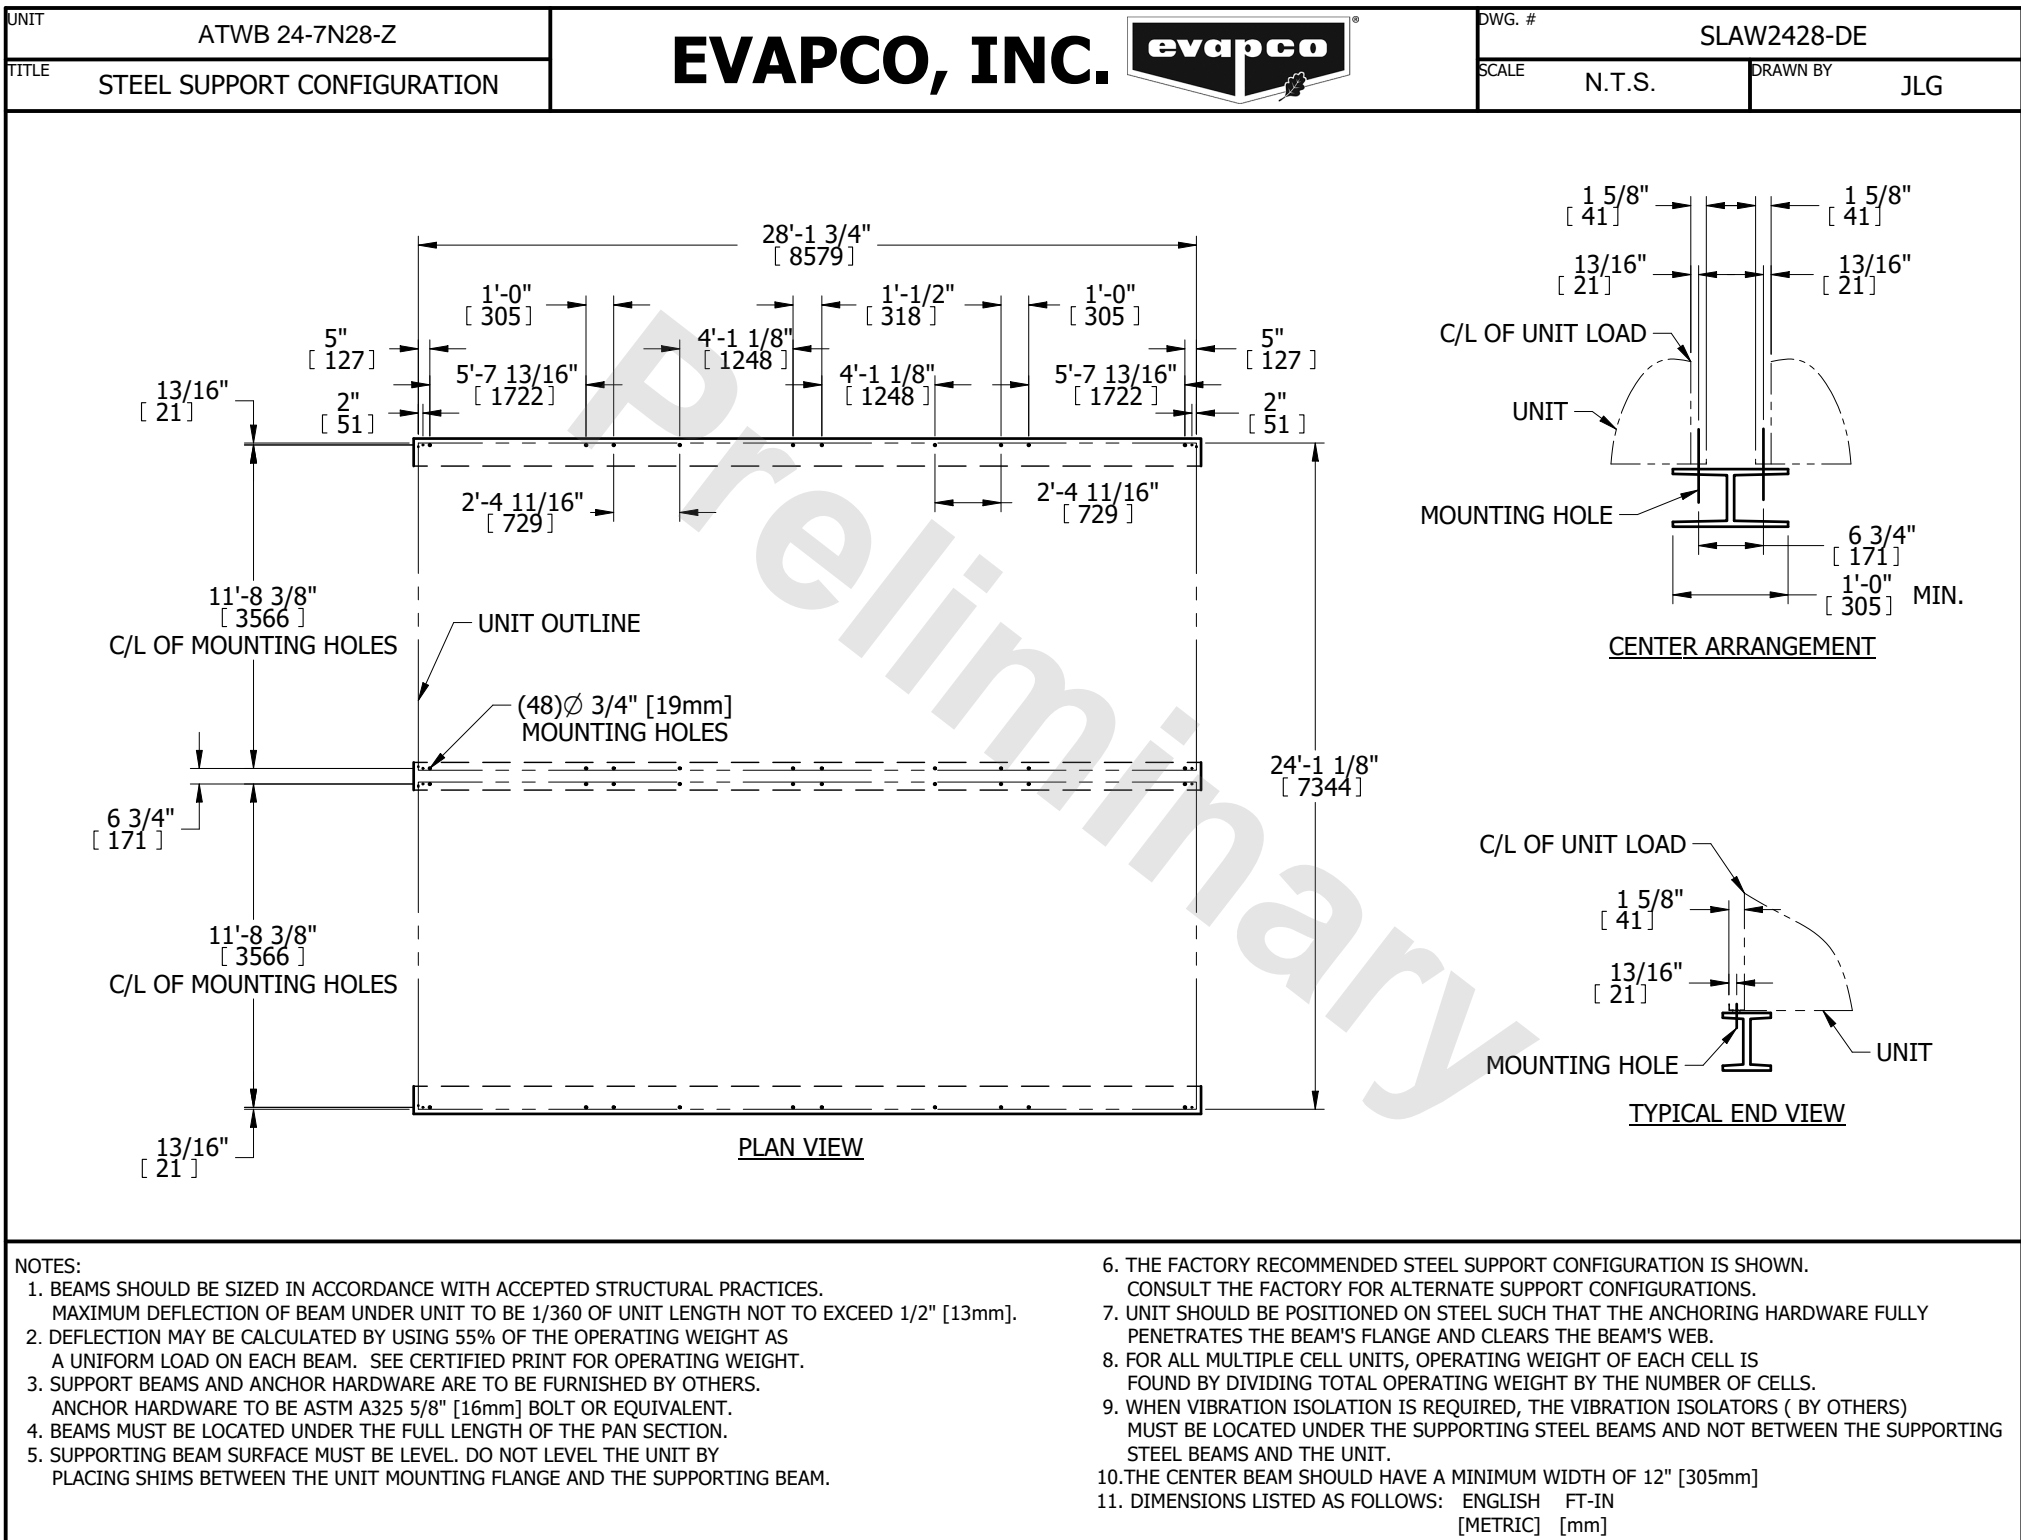 UNIT
ATWB 24-7N28-Z
TITLE
STEEL SUPPORT CONFIGURATION
EVAPCO, INC.
evapco
®
DWG. #
SLAW2428-DE
SCALE
N.T.S.
DRAWN BY
JLG
28'-1 3/4"
[ 8579 ]
1'-0"
[ 305 ]
1'-1/2"
[ 318 ]
1'-0"
[ 305 ]
5"
[ 127 ]
4'-1 1/8"
[ 1248 ]
5"
[ 127 ]
5'-7 13/16"
[ 1722 ]
4'-1 1/8"
[ 1248 ]
5'-7 13/16"
[ 1722 ]
13/16"
[ 21 ]
2"
[ 51 ]
2"
[ 51 ]
2'-4 11/16"
[ 729 ]
2'-4 11/16"
[ 729 ]
11'-8 3/8"
[ 3566 ]
C/L OF MOUNTING HOLES
UNIT OUTLINE
(48)Ø 3/4" [19mm]
MOUNTING HOLES
6 3/4"
[ 171 ]
24'-1 1/8"
[ 7344 ]
11'-8 3/8"
[ 3566 ]
C/L OF MOUNTING HOLES
13/16"
[ 21 ]
PLAN VIEW
Preliminary
1 5/8"
[ 41 ]
1 5/8"
[ 41 ]
13/16"
[ 21 ]
13/16"
[ 21 ]
C/L OF UNIT LOAD
UNIT
MOUNTING HOLE
6 3/4"
[ 171 ]
1'-0"
[ 305 ] MIN.
CENTER ARRANGEMENT
C/L OF UNIT LOAD
1 5/8"
[ 41 ]
13/16"
[ 21 ]
MOUNTING HOLE
UNIT
TYPICAL END VIEW
NOTES:
1. BEAMS SHOULD BE SIZED IN ACCORDANCE WITH ACCEPTED STRUCTURAL PRACTICES.
MAXIMUM DEFLECTION OF BEAM UNDER UNIT TO BE 1/360 OF UNIT LENGTH NOT TO EXCEED 1/2" [13mm].
2. DEFLECTION MAY BE CALCULATED BY USING 55% OF THE OPERATING WEIGHT AS
A UNIFORM LOAD ON EACH BEAM. SEE CERTIFIED PRINT FOR OPERATING WEIGHT.
3. SUPPORT BEAMS AND ANCHOR HARDWARE ARE TO BE FURNISHED BY OTHERS.
ANCHOR HARDWARE TO BE ASTM A325 5/8" [16mm] BOLT OR EQUIVALENT.
4. BEAMS MUST BE LOCATED UNDER THE FULL LENGTH OF THE PAN SECTION.
5. SUPPORTING BEAM SURFACE MUST BE LEVEL. DO NOT LEVEL THE UNIT BY
PLACING SHIMS BETWEEN THE UNIT MOUNTING FLANGE AND THE SUPPORTING BEAM.
6. THE FACTORY RECOMMENDED STEEL SUPPORT CONFIGURATION IS SHOWN.
CONSULT THE FACTORY FOR ALTERNATE SUPPORT CONFIGURATIONS.
7. UNIT SHOULD BE POSITIONED ON STEEL SUCH THAT THE ANCHORING HARDWARE FULLY
PENETRATES THE BEAM'S FLANGE AND CLEARS THE BEAM'S WEB.
8. FOR ALL MULTIPLE CELL UNITS, OPERATING WEIGHT OF EACH CELL IS
FOUND BY DIVIDING TOTAL OPERATING WEIGHT BY THE NUMBER OF CELLS.
9. WHEN VIBRATION ISOLATION IS REQUIRED, THE VIBRATION ISOLATORS ( BY OTHERS)
MUST BE LOCATED UNDER THE SUPPORTING STEEL BEAMS AND NOT BETWEEN THE SUPPORTING
STEEL BEAMS AND THE UNIT.
10.THE CENTER BEAM SHOULD HAVE A MINIMUM WIDTH OF 12" [305mm]
11. DIMENSIONS LISTED AS FOLLOWS: ENGLISH FT-IN
[METRIC] [mm]